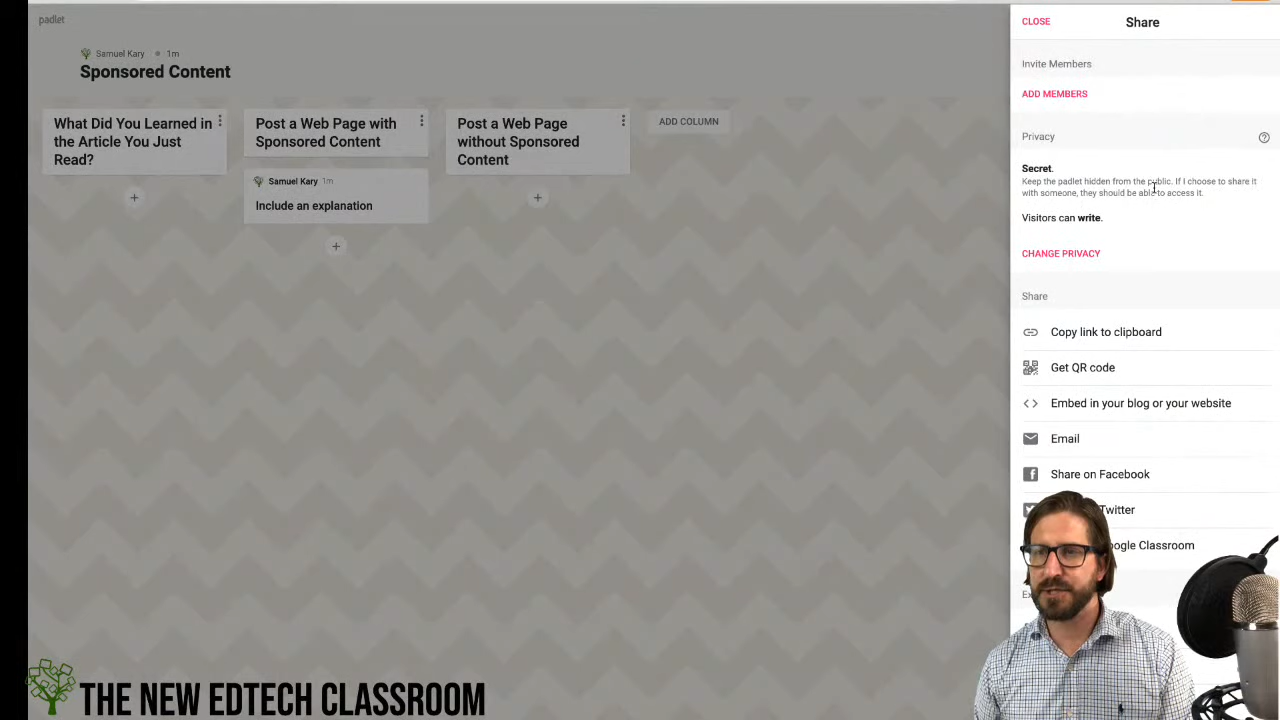 padlet
Samuel Kary 1m
Sponsored Content
What Did You Learned in
the Article You Just
Read?
Post a Web Page with
Sponsored Content
Samuel Kary 1m
Include an explanation
Post a Web Page
without Sponsored
Content
ADD COLUMN
CLOSE
Share
Invite Members
ADD MEMBERS
Privacy
Secret.
Keep the padlet hidden from the public. If I choose to share it
with someone, they should be able to access it.
Visitors can write.
CHANGE PRIVACY
Share
Copy link to clipboard
Get QR code
Embed in your blog or your website
Email
Share on Facebook
Twitter
Classroom
THE NEW EDTECH CLASSROOM